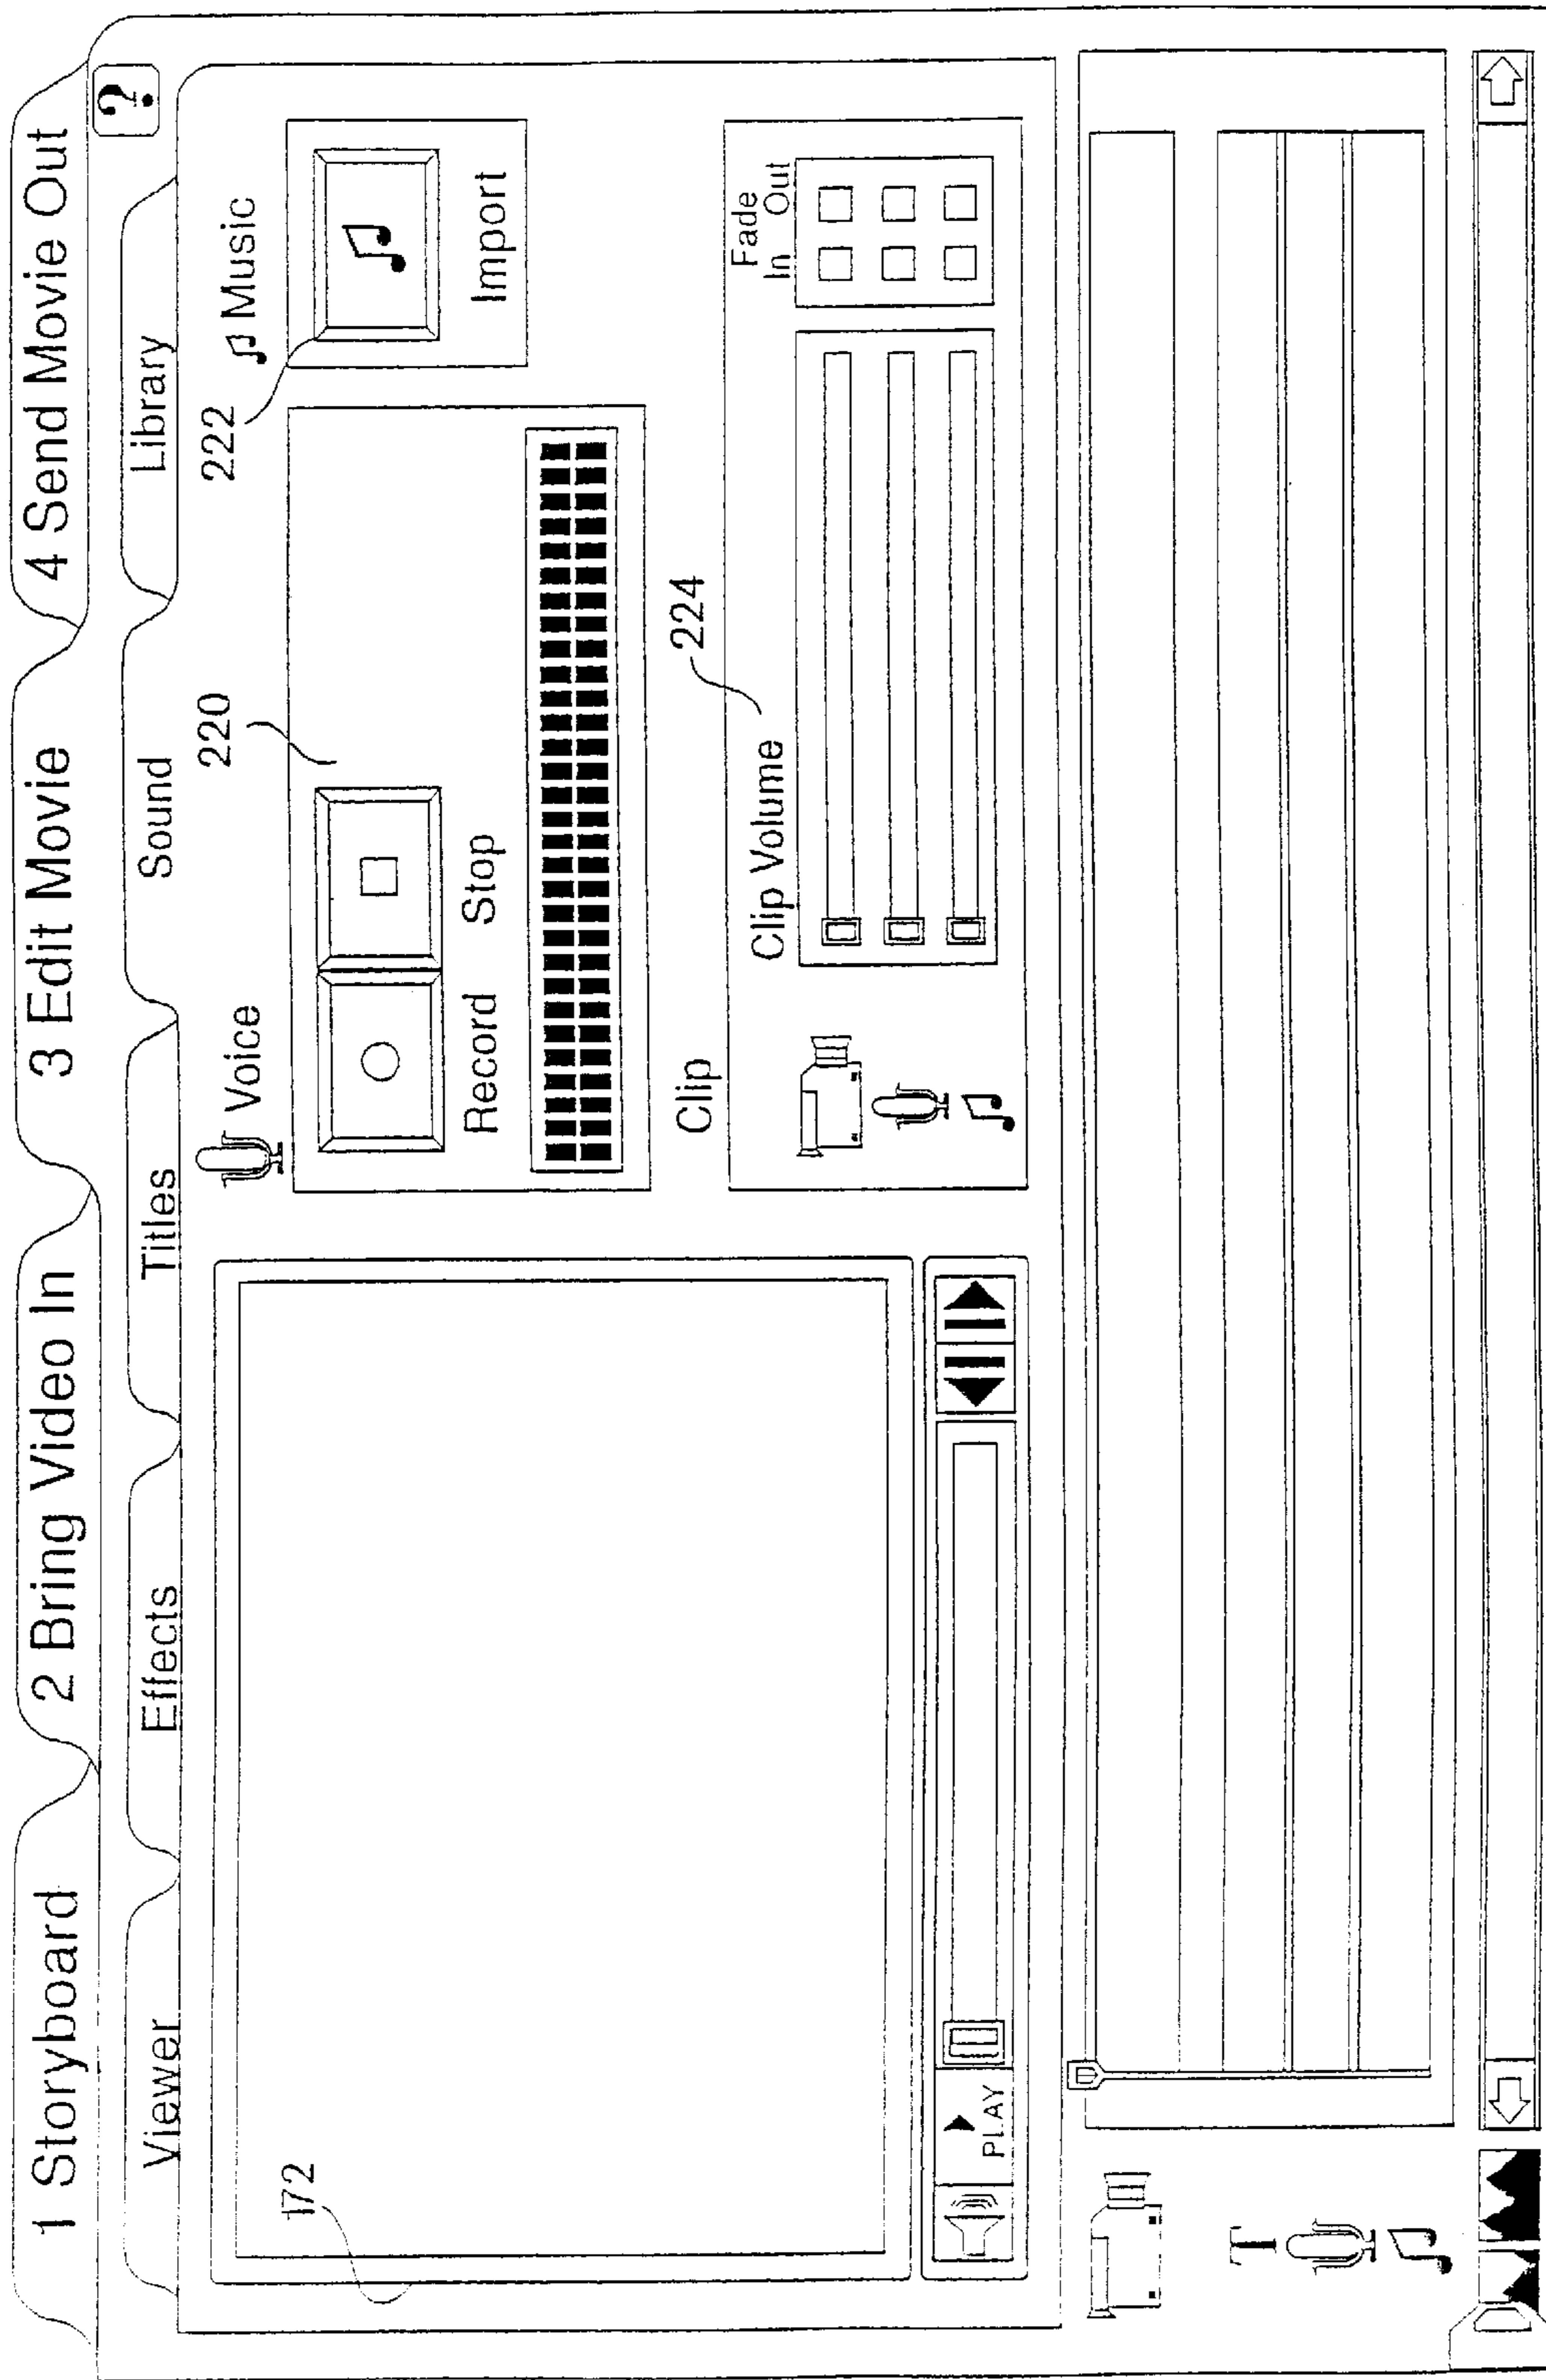 1 Storyboard
2 Bring Video In
3 Edit Movie
4 Send Movie Out
?
Viewer
Effects
Titles
Sound
Library
172
Voice
220
222
Music
Record
Stop
Import
Clip
224
Clip Volume
Fade
In Out
PLAY
T